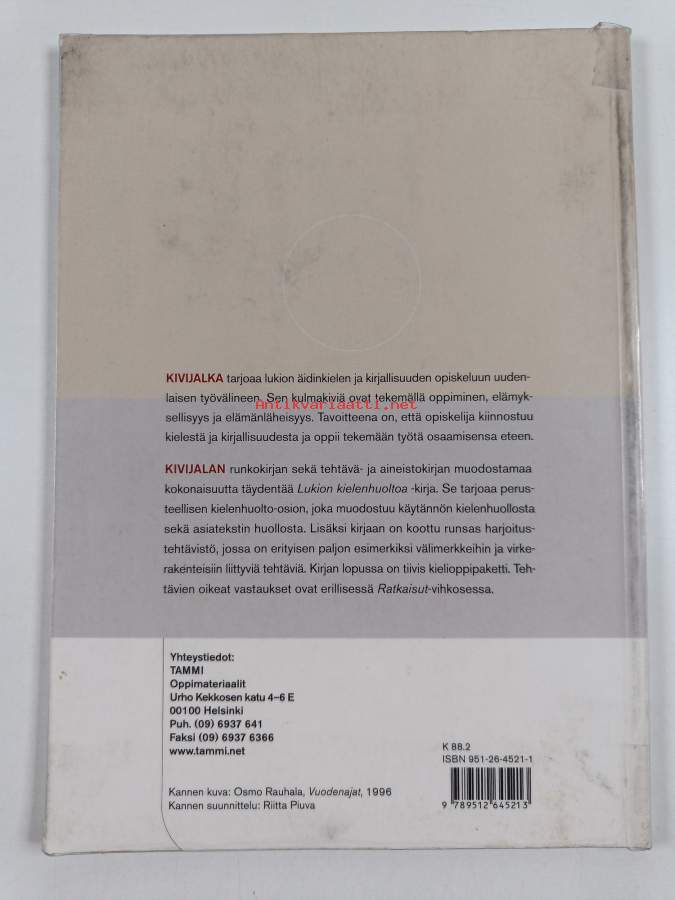 KIVIJALKA tarjoaa lukion äidinkielen ja kirjallisuuden opiskeluun uuden-
laisen työvälineen. Sen kulmakiviä ovat tekemällä oppiminen, elämyk-
Antikvariaatti.net
sellisyys ja elämänläheisyys. Tavoitteena on, että opiskelija kiinnostuu
kielestä ja kirjallisuudesta ja oppii tekemään työtä osaamisensa eteen.
KIVIJALAN runkokirjan sekä tehtävä- ja aineistokirjan muodostamaa
kokonaisuutta täydentää Lukion kielenhuoltoa -kirja. Se tarjoaa perus-
teellisen kielenhuolto-osion, joka muodostuu käytännön kielenhuollosta
sekä asiatekstin huollosta. Lisäksi kirjaan on koottu runsas harjoitus-
tehtävistö, jossa on erityisen paljon esimerkiksi välimerkkeihin ja virke-
rakenteisiin liittyviä tehtäviä. Kirjan lopussa on tiivis kielioppipaketti. Teh-
tävien oikeat vastaukset ovat erillisessä Ratkaisut-vihkosessa.
Yhteystiedot:
TAMMI
Oppimateriaalit
Urho Kekkosen katu 4–6 E
00100 Helsinki
Puh. (09) 6937 641
Faksi (09) 6937 6366
www.tammi.net
K 88.2
ISBN 951-26-4521-1
9 789512 645213
Kannen kuva: Osmo Rauhala, Vuodenajat, 1996
Kannen suunnittelu: Riitta Piuva